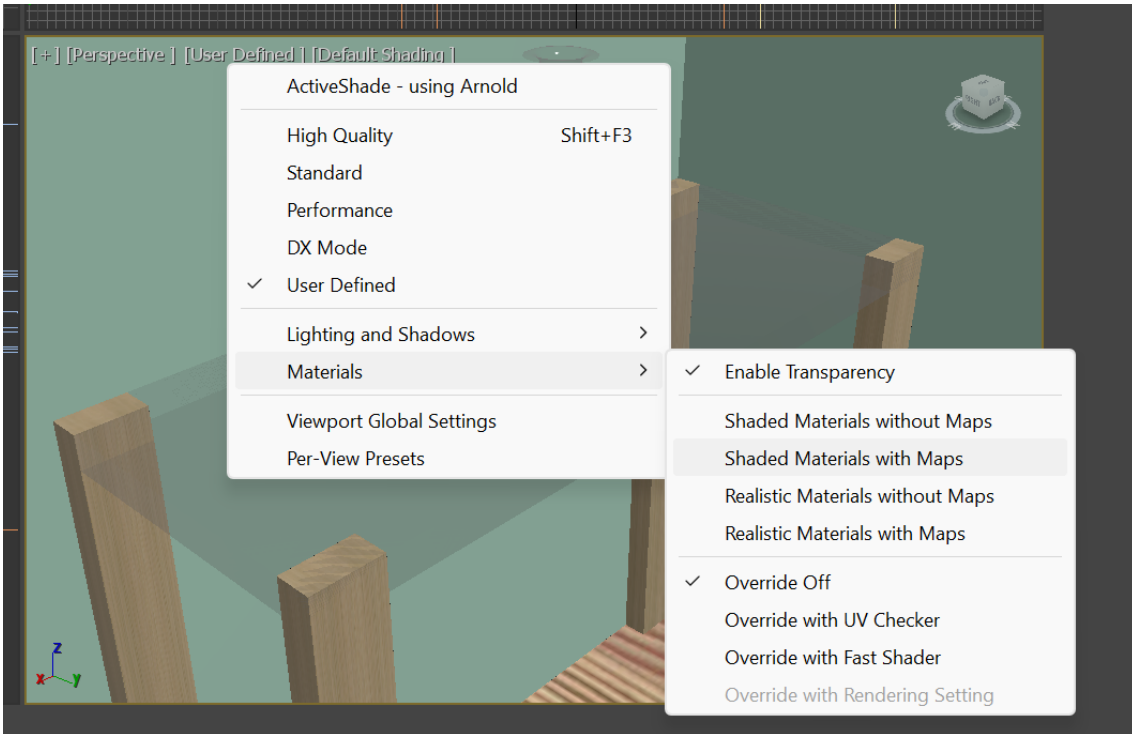 [+] [Perspective ] [User Defined ] [Default Shading ]
ActiveShade - using Arnold
High Quality Shift+F3
Standard
Performance
DX Mode
User Defined
Lighting and Shadows
Materials
Viewport Global Settings
Per-View Presets
Enable Transparency
Shaded Materials without Maps
Shaded Materials with Maps
Realistic Materials without Maps
Realistic Materials with Maps
Override Off
Override with UV Checker
Override with Fast Shader
Override with Rendering Setting
z
x
y